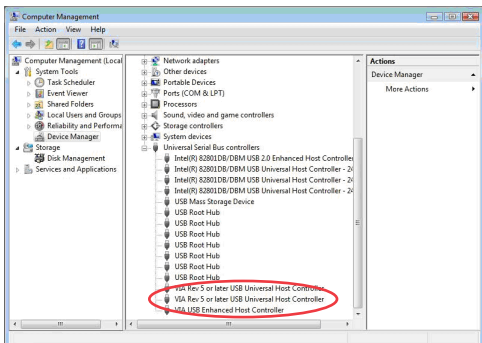 Computer Management
File Action View Help
Computer Management (Local
System Tools
Task Scheduler
Event Viewer
Shared Folders
Local Users and Groups
Reliability and Performa
Device Manager
Storage
Disk Management
Services and Applications
Network adapters
Other devices
Portable Devices
Ports (COM & LPT)
Processors
Sound, video and game controllers
Storage controllers
System devices
Universal Serial Bus controllers
Intel(R) 82801DB/DBM USB 2.0 Enhanced Host Controller
Intel(R) 82801DB/DBM USB Universal Host Controller - 24
Intel(R) 82801DB/DBM USB Universal Host Controller - 24
Intel(R) 82801DB/DBM USB Universal Host Controller - 24
USB Mass Storage Device
USB Root Hub
USB Root Hub
USB Root Hub
USB Root Hub
USB Root Hub
USB Root Hub
USB Root Hub
VIA Rev 5 or later USB Universal Host Controller
VIA Rev 5 or later USB Universal Host Controller
VIA USB Enhanced Host Controller
Actions
Device Manager
More Actions